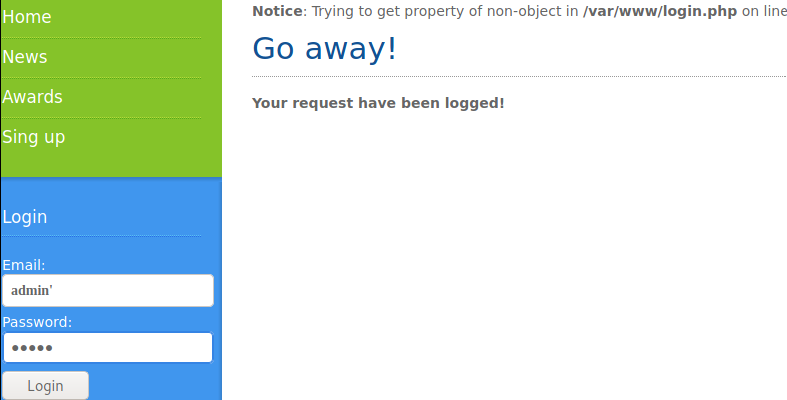 Home
News
Awards
Sing up
Login
Email:
admin'
Password:
●●●●●
Login
Notice: Trying to get property of non-object in /var/www/login.php on line
Go away!
Your request have been logged!